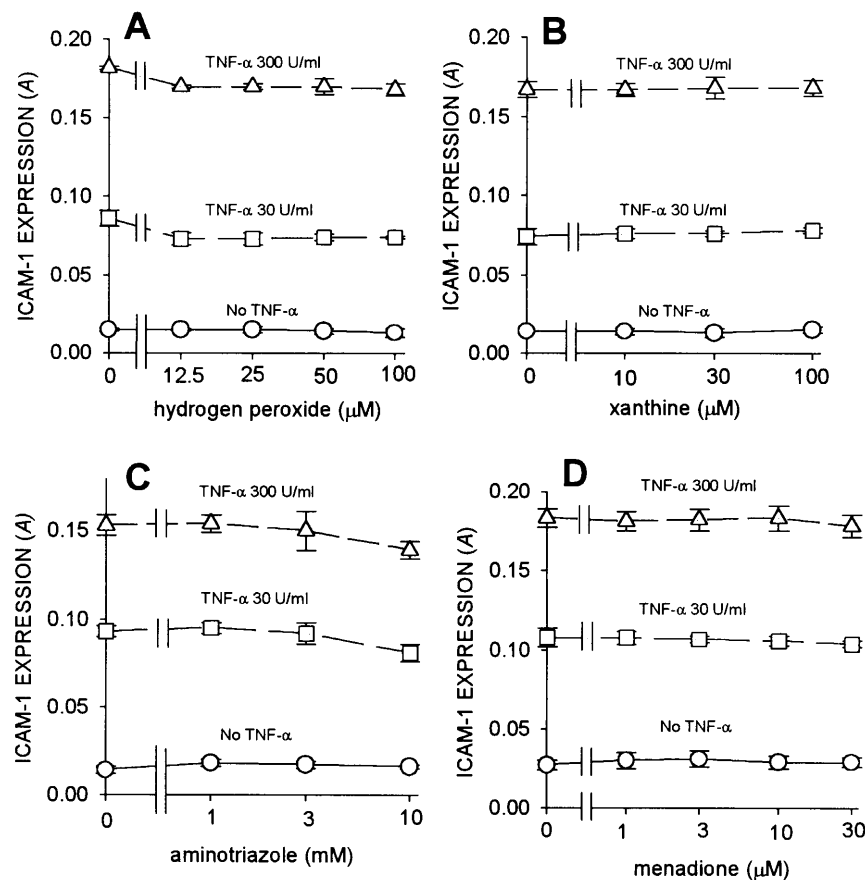 A
ICAM-1 EXPRESSION (A)
0.20
0.15
0.10
0.05
0.00
TNF-α 300 U/ml
TNF-α 30 U/ml
No TNF-α
0 12.5 25 50 100
hydrogen peroxide (μM)
B
ICAM-1 EXPRESSION (A)
0.20
0.15
0.10
0.05
0.00
TNF-α 300 U/ml
TNF-α 30 U/ml
No TNF-α
0 10 30 100
xanthine (μM)
C
ICAM-1 EXPRESSION (A)
0.15
0.10
0.05
0.00
TNF-α 300 U/ml
TNF-α 30 U/ml
No TNF-α
0 1 3 10
aminotriazole (mM)
D
ICAM-1 EXPRESSION (A)
0.20
0.15
0.10
0.05
0.00
TNF-α 300 U/ml
TNF-α 30 U/ml
No TNF-α
0 1 3 10 30
menadione (μM)